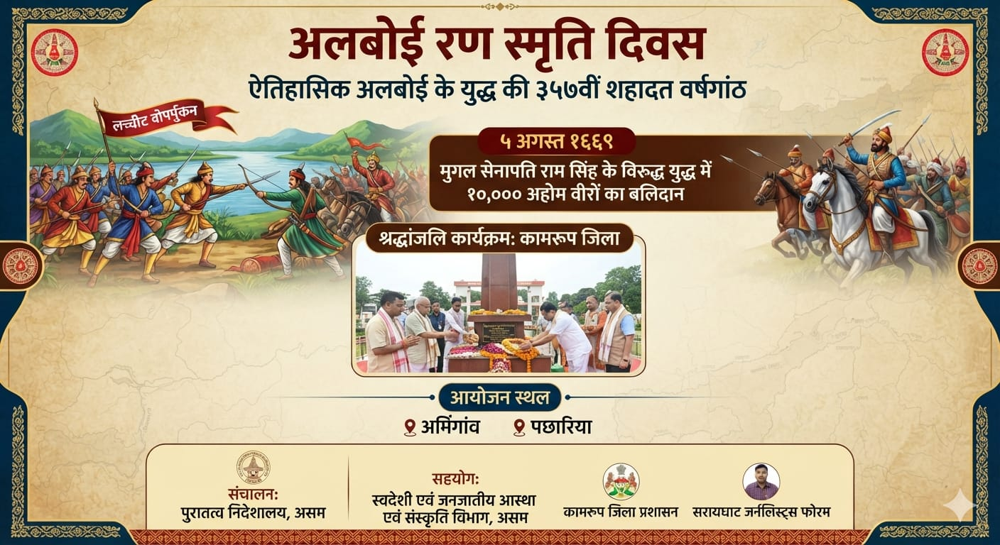 अलबोई रण स्मृति दिवस
ऐतिहासिक अलबोई के युद्ध की ३५७वीं शहादत वर्षगांठ
लच्चीट वोपर्पुकन
५ अगस्त १६६९
मुगल सेनापति राम सिंह के विरुद्ध युद्ध में
१०,००० अहोम वीरों का बलिदान
श्रद्धांजलि कार्यक्रम: कामरूप जिला
आयोजन स्थल
अमिंगांव
पछारिया
संचालन:
पुरातत्व निदेशालय, असम
सहयोग:
स्वदेशी एवं जनजातीय आस्था
एवं संस्कृति विभाग, असम
कामरूप जिला प्रशासन
सरायघाट जर्नलिस्ट्स फोरम